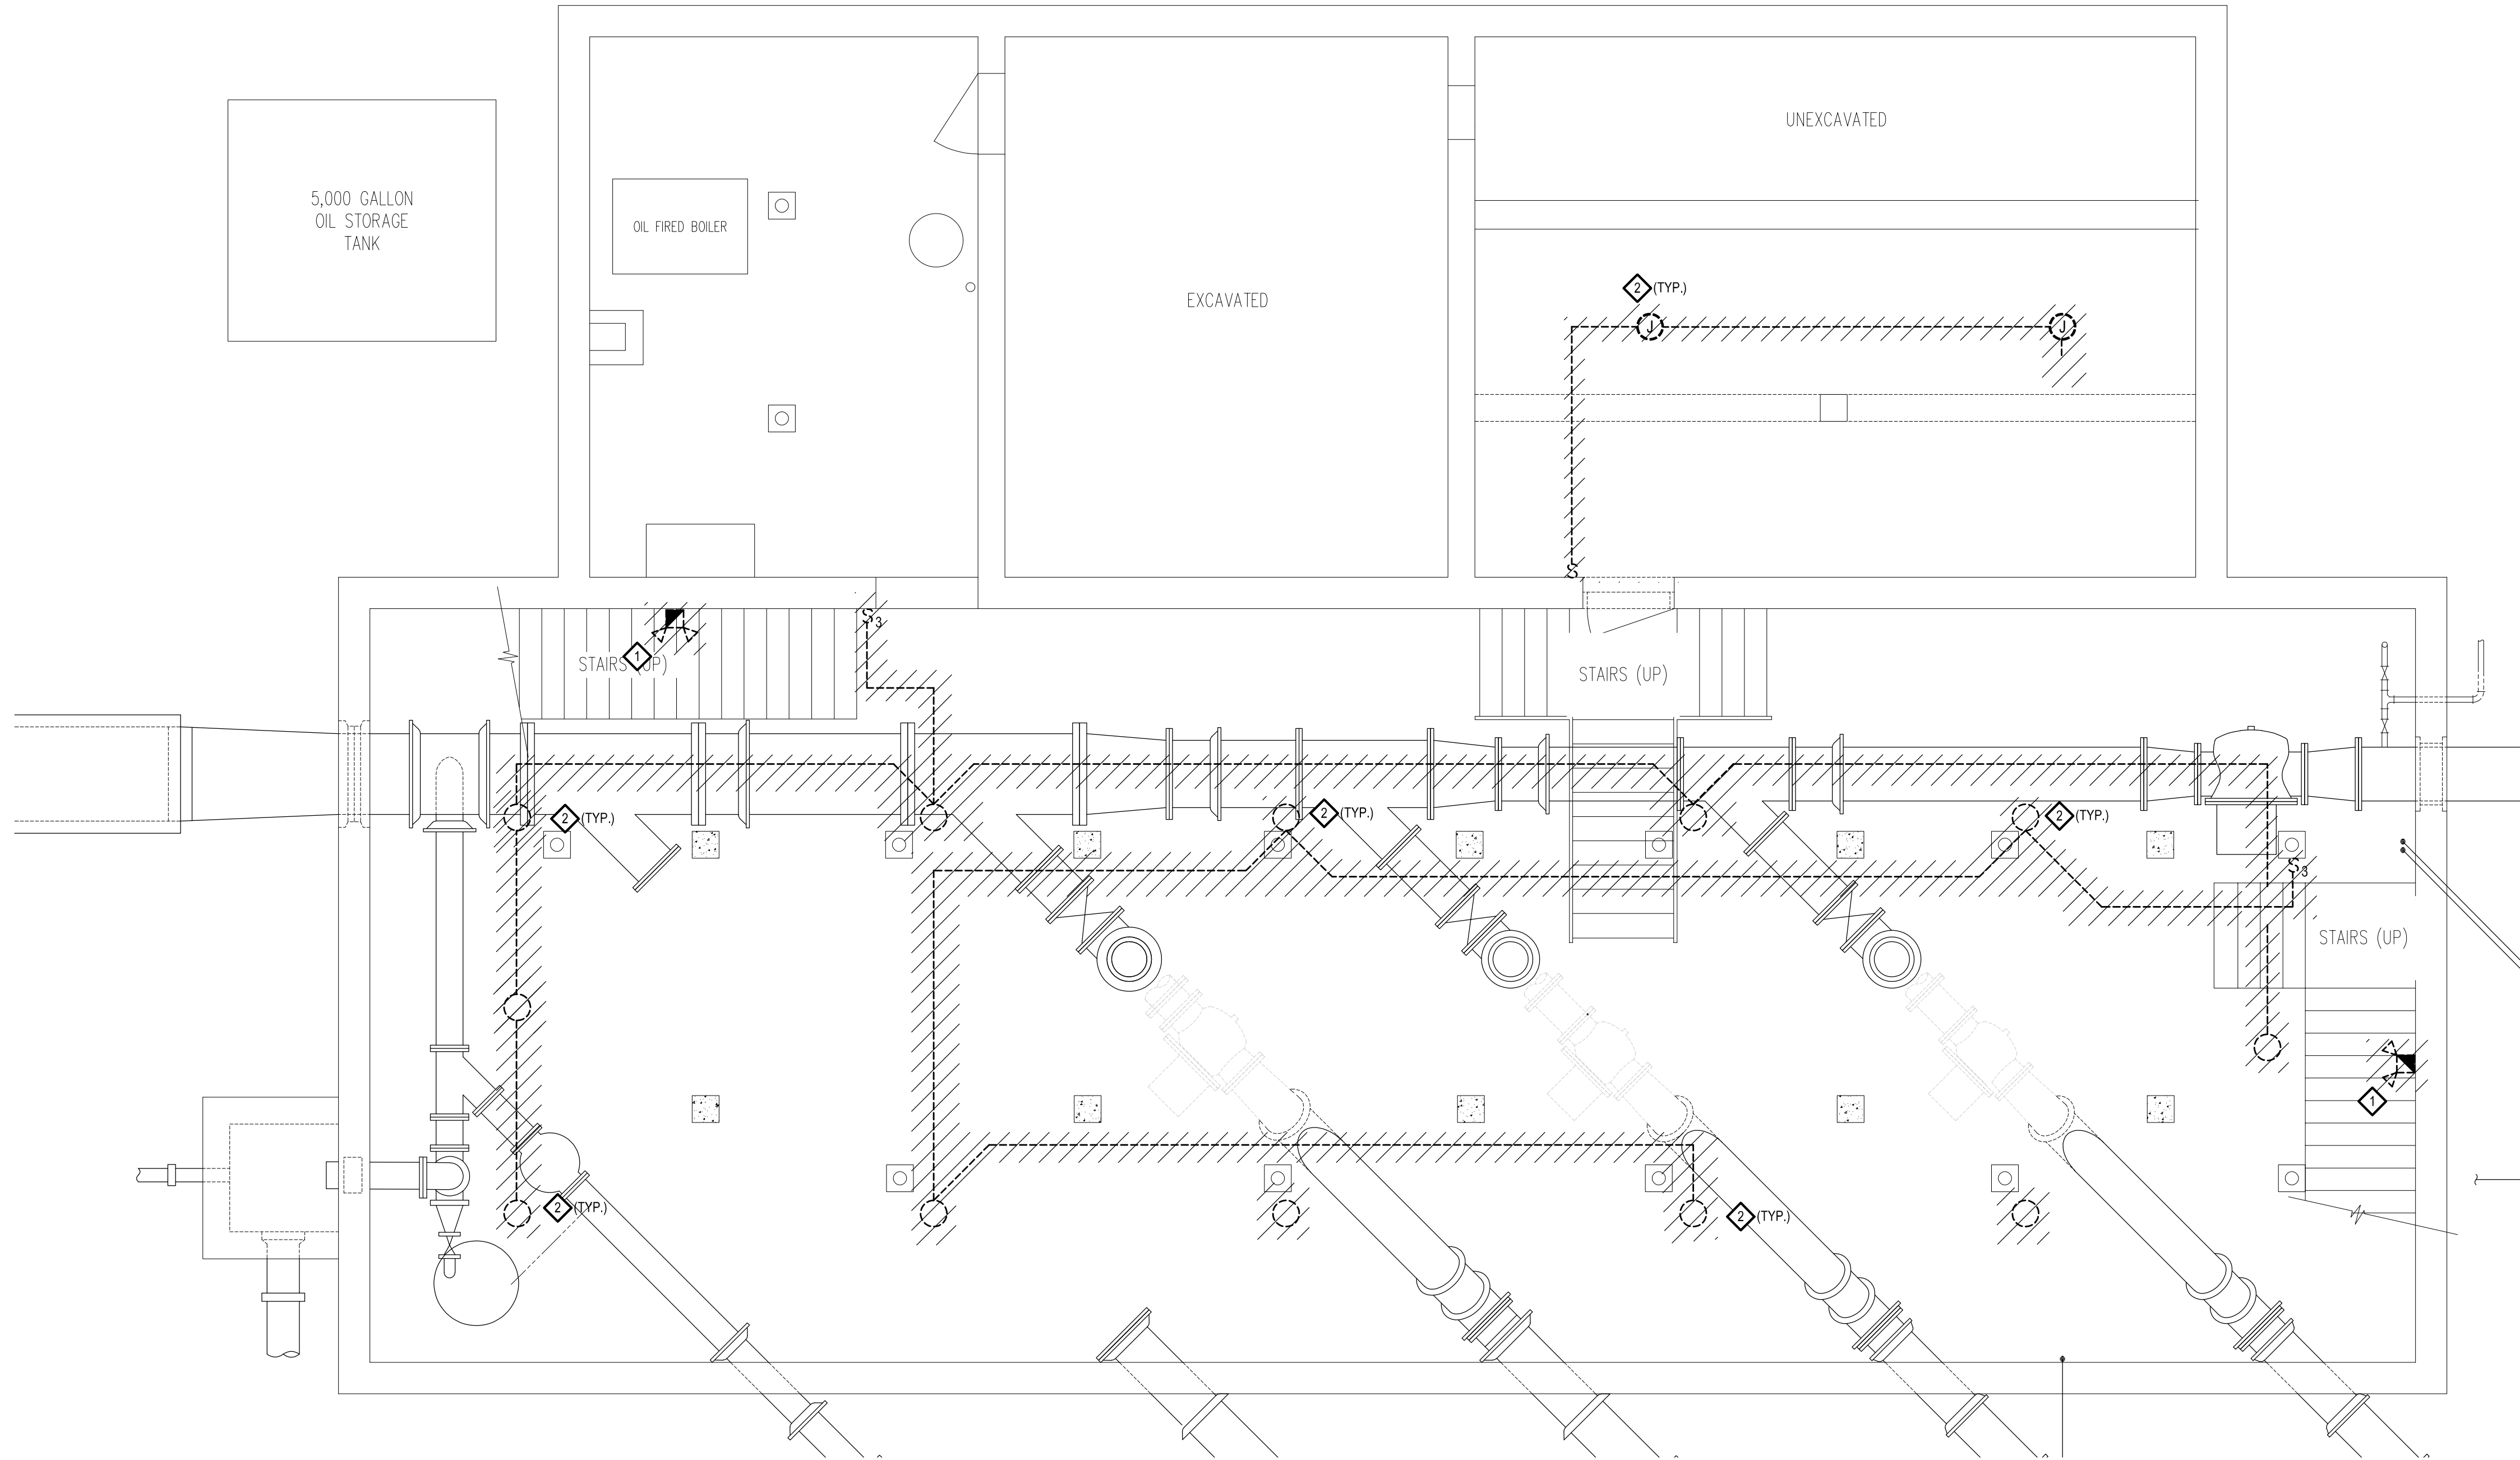 UNEXCAVATED
5,000 GALLON
OIL STORAGE
TANK
OIL FIRED BOILER
EXCAVATED
2 (TYP.)
J
J
S
S3
1
STAIRS (UP)
STAIRS (UP)
2 (TYP.)
2 (TYP.)
2 (TYP.)
S3
STAIRS (UP)
1
2 (TYP.)
2 (TYP.)